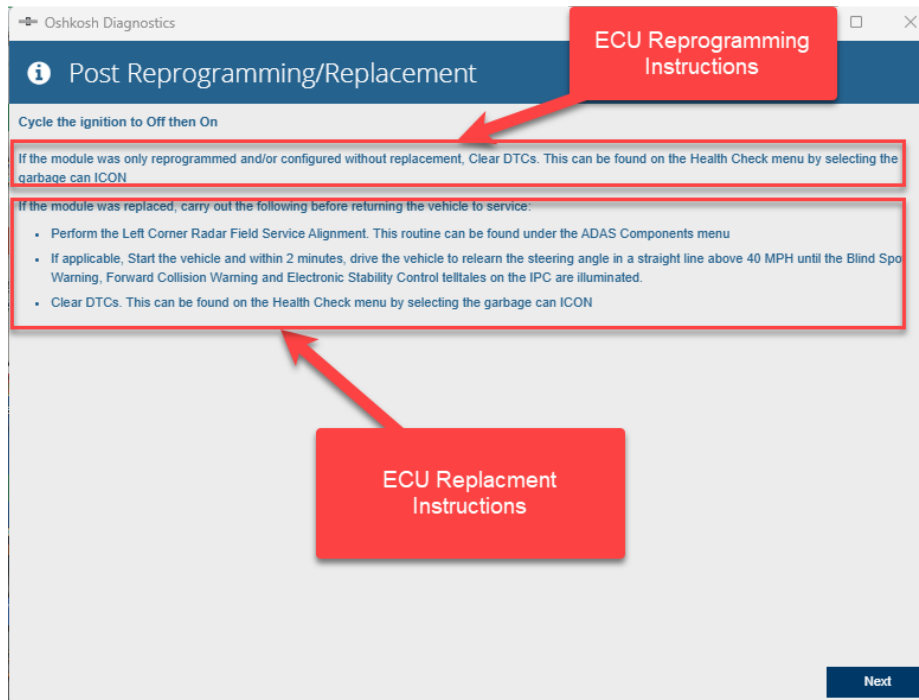 Oshkosh Diagnostics
ECU Reprogramming
Instructions
Post Reprogramming/Replacement
Cycle the ignition to Off then On
If the module was only reprogrammed and/or configured without replacement, Clear DTCs. This can be found on the Health Check menu by selecting the
garbage can ICON
If the module was replaced, carry out the following before returning the vehicle to service:
• Perform the Left Corner Radar Field Service Alignment. This routine can be found under the ADAS Components menu
• If applicable, Start the vehicle and within 2 minutes, drive the vehicle to relearn the steering angle in a straight line above 40 MPH until the Blind Spo
Warning, Forward Collision Warning and Electronic Stability Control telltales on the IPC are illuminated.
• Clear DTCs. This can be found on the Health Check menu by selecting the garbage can ICON
ECU Replacment
Instructions
Next